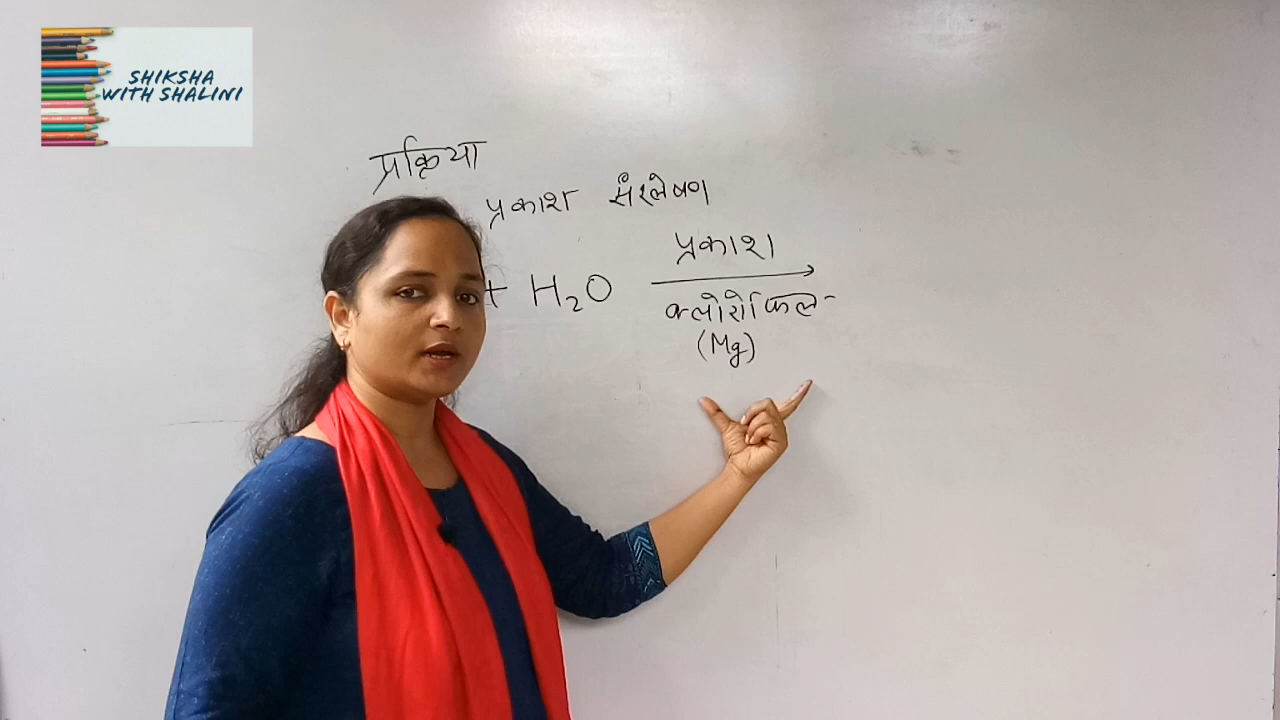 SHIKSHA
WITH SHALINI
प्रक्रिया
प्रकाश संश्लेषण
+ H₂O
प्रकाश
क्लोरोफिल
(Mg)